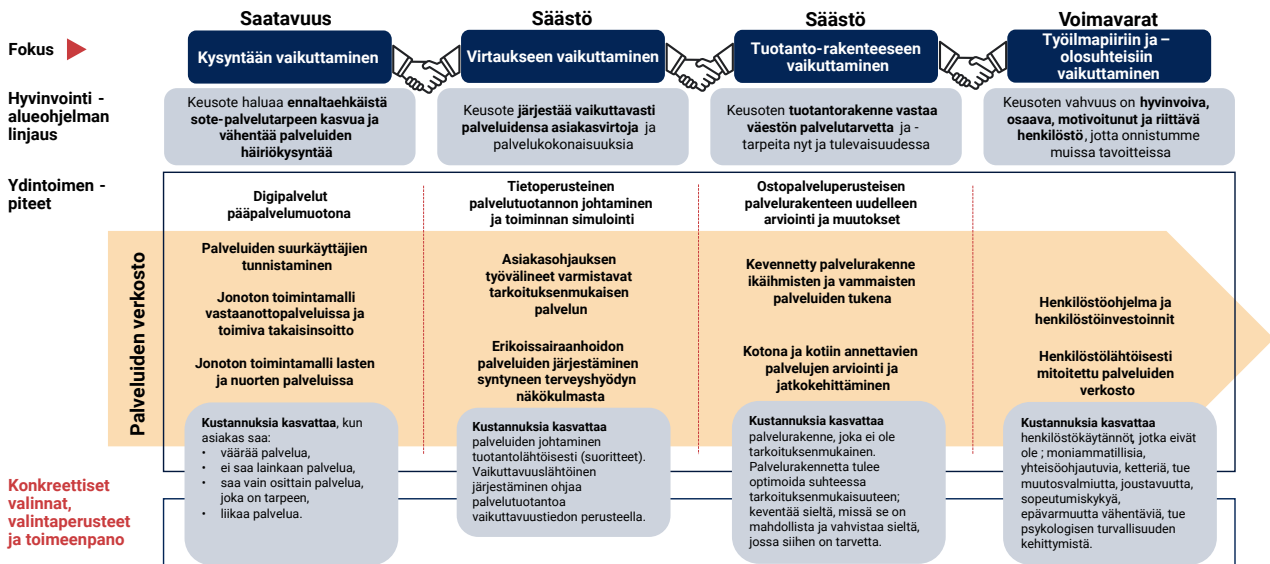 Saatavuus
Säästö
Säästö
Voimavarat
Fokus
Kysyntään vaikuttaminen
Virtaukseen vaikuttaminen
Tuotanto-rakenteeseen
vaikuttaminen
Työilmapiiriin ja –
olosuhteisiin
vaikuttaminen
Hyvinvointi -
alueohjelman
linjaus
Keusote haluaa ennaltaehkäistä
sote-palvelutarpeen kasvua ja
vähentää palveluiden
häiriökysyntää
Keusote järjestää vaikuttavasti
palveluidensa asiakasvirtoja ja
palvelukokonaisuuksia
Keusoten tuotantorakenne vastaa
väestön palvelutarvetta ja -
tarpeita nyt ja tulevaisuudessa
Keusoten vahvuus on hyvinvoiva,
osaava, motivoitunut ja riittävä
henkilöstö, jotta onnistumme
muissa tavoitteissa
Ydintoimen -
piteet
Palveluiden verkosto
Digipalvelut
pääpalvelumuotona
Palveluiden suurkäyttäjien
tunnistaminen
Jonoton toimintamalli
vastaanottopalveluissa ja
toimiva takaisinsoitto
Jonoton toimintamalli lasten
ja nuorten palveluissa
Tietoperusteinen
palvelutuotannon johtaminen
ja toiminnan simulointi
Asiakasohjauksen
työvälineet varmistavat
tarkoituksenmukaisen
palvelun
Erikoissairaanhoidon
palveluiden järjestäminen
syntyneen terveyshyödyn
näkökulmasta
Ostopalveluperusteisen
palvelurakenteen uudelleen
arviointi ja muutokset
Kevennetty palvelurakenne
ikäihmisten ja vammaisten
palveluiden tukena
Kotona ja kotiin annettavien
palvelujen arviointi ja
jatkokehittäminen
Henkilöstöohjelma ja
henkilöstöinvestoinnit
Henkilöstölähtöisesti
mitoitettu palveluiden
verkosto
Konkreettiset
valinnat,
valintaperusteet
ja toimeenpano
Kustannuksia kasvattaa, kun
asiakas saa:
• väärää palvelua,
• ei saa lainkaan palvelua,
• saa vain osittain palvelua,
joka on tarpeen,
• liikaa palvelua.
Kustannuksia kasvattaa
palveluiden johtaminen
tuotantolähtöisesti (suoritteet).
Vaikuttavuuslähtöinen
järjestäminen ohjaa
palvelutuotantoa
vaikuttavuustiedon perusteella.
Kustannuksia kasvattaa
palvelurakenne, joka ei ole
tarkoituksenmukainen.
Palvelurakennetta tulee
optimoida suhteessa
tarkoituksenmukaisuuteen;
keventää sieltä, missä se on
mahdollista ja vahvistaa sieltä,
jossa siihen on tarvetta.
Kustannuksia kasvattaa
henkilöstökäytännöt, jotka eivät
ole ; moniammatillisia,
yhteisöohjautuvia, ketteriä, tue
muutosvalmiutta, joustavuutta,
sopeutumiskykyä,
epävarmuutta vähentäviä, tue
psykologisen turvallisuuden
kehittymistä.